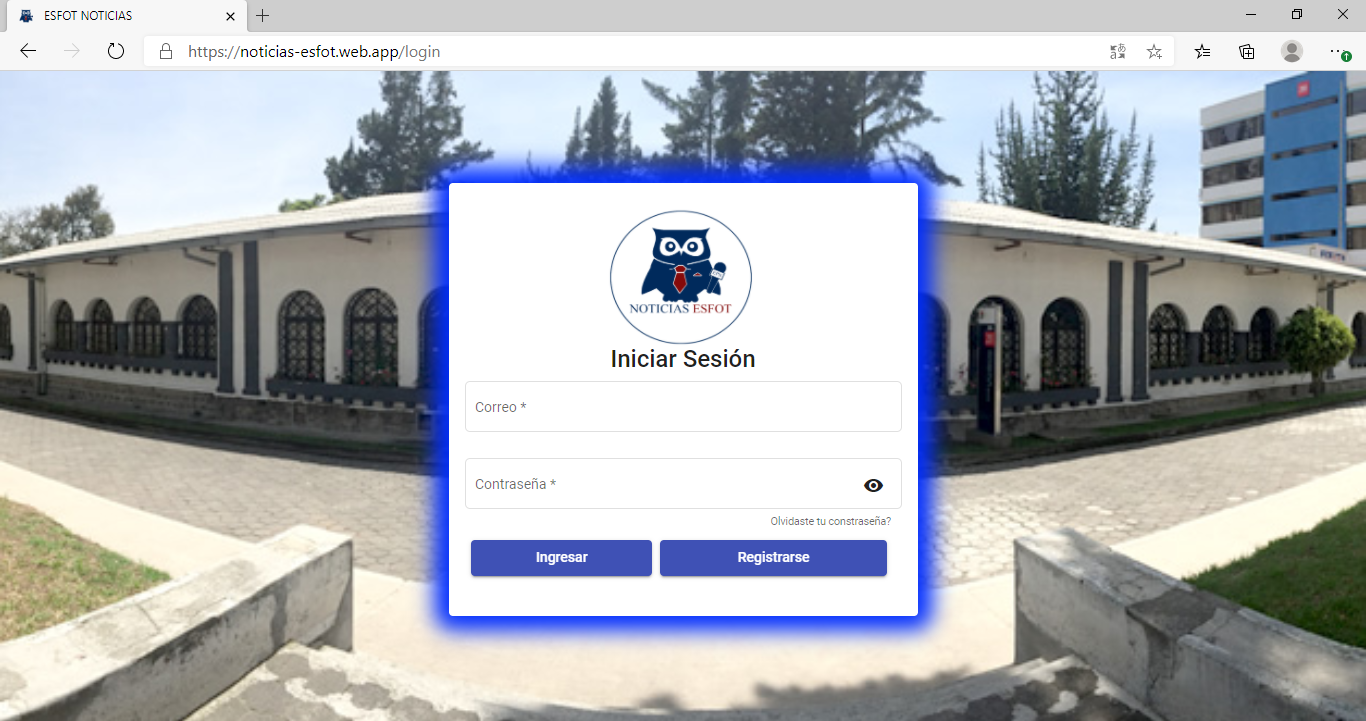 ESFOT NOTICIAS
https://noticias-esfot.web.app/login
NOTICIAS ESFOT
Iniciar Sesión
Correo *
Contraseña *
Olvidaste tu constraseña?
Ingresar
Registrarse